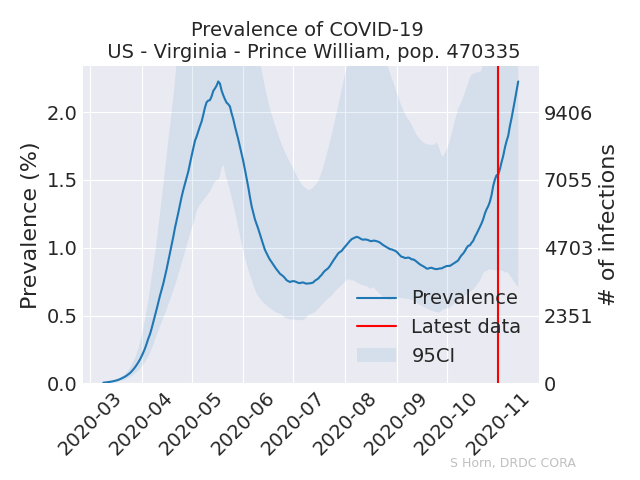 Prevalence of COVID-19
US - Virginia - Prince William, pop. 470335
Prevalence (%)
2.0
1.5
1.0
0.5
0.0
9406
7055
4703
2351
0
# of infections
Prevalence
Latest data
95CI
2020-03
2020-04
2020-05
2020-06
2020-07
2020-08
2020-09
2020-10
2020-11
S Horn, DRDC CORA